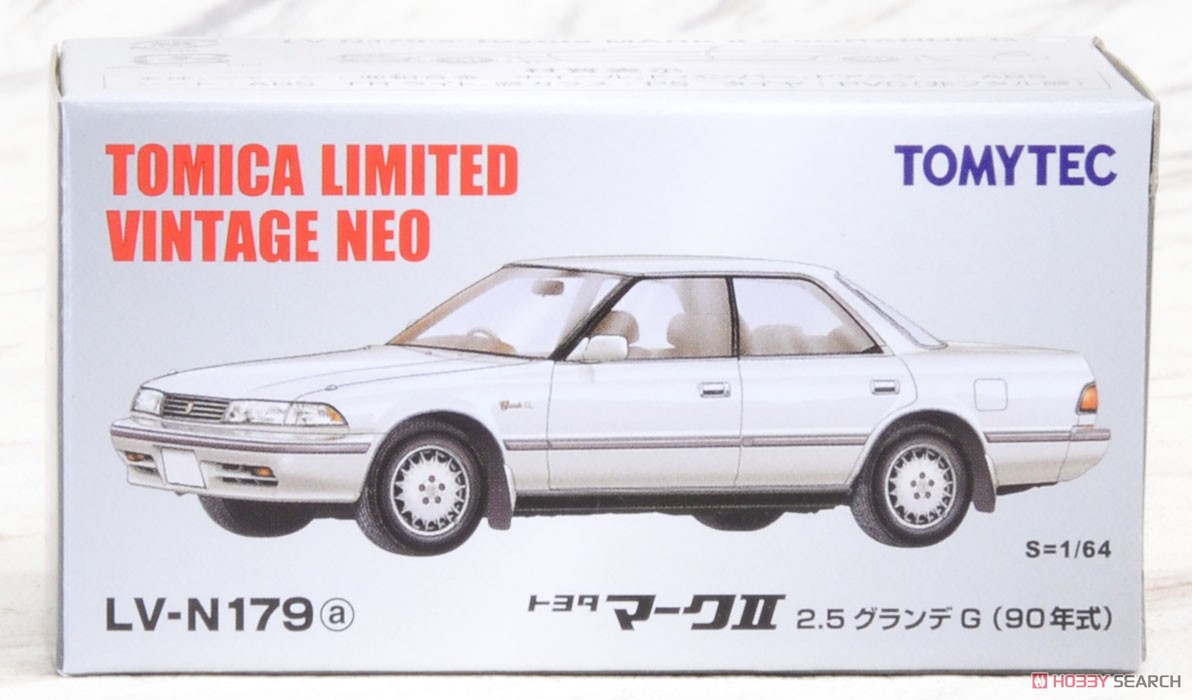 TOMICA LIMITED
VINTAGE NEO
TOMYTEC
S=1/64
LV-N179ⓐ
トヨタ マークⅡ 2.5 グランデ G (90年式)
HOBBY SEARCH